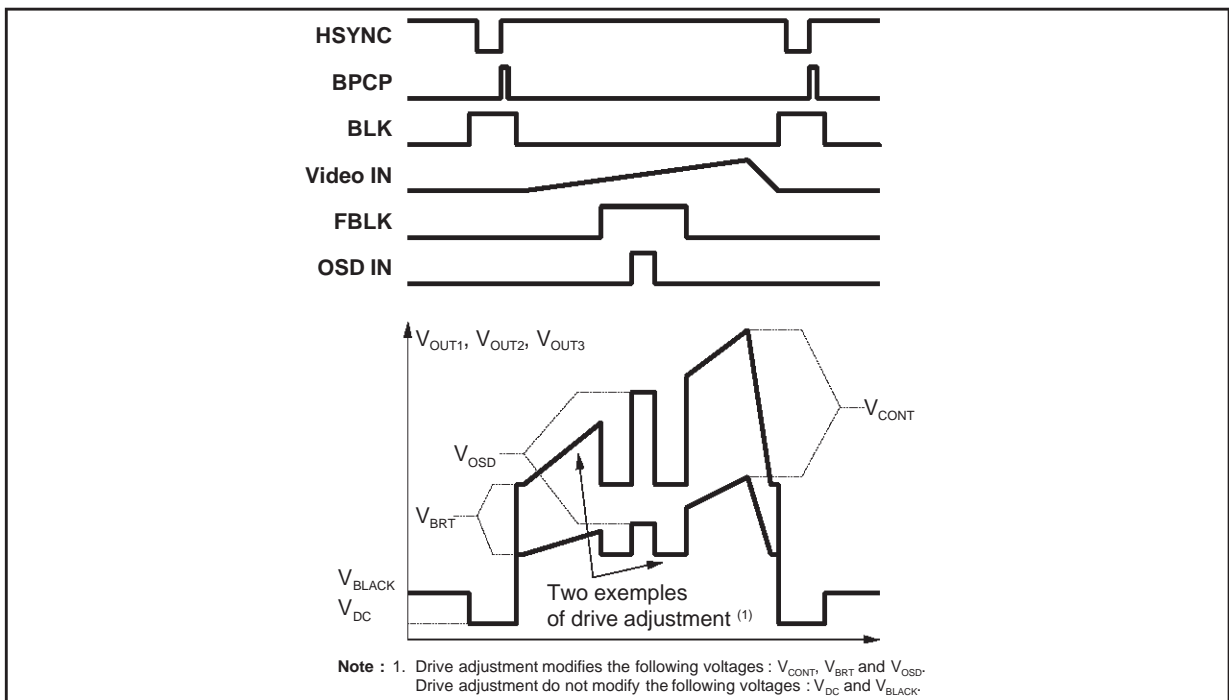 HSYNC
BPCP
BLK
Video IN
FBLK
OSD IN
VOUT1, VOUT2, VOUT3
VCONT
VOSD
VBRT
VBLACK
VDC
Two exemples
of drive adjustment (1)
Note : 1. Drive adjustment modifies the following voltages : VCONT, VBRT and VOSD.
Drive adjustment do not modify the following voltages : VDC and VBLACK.